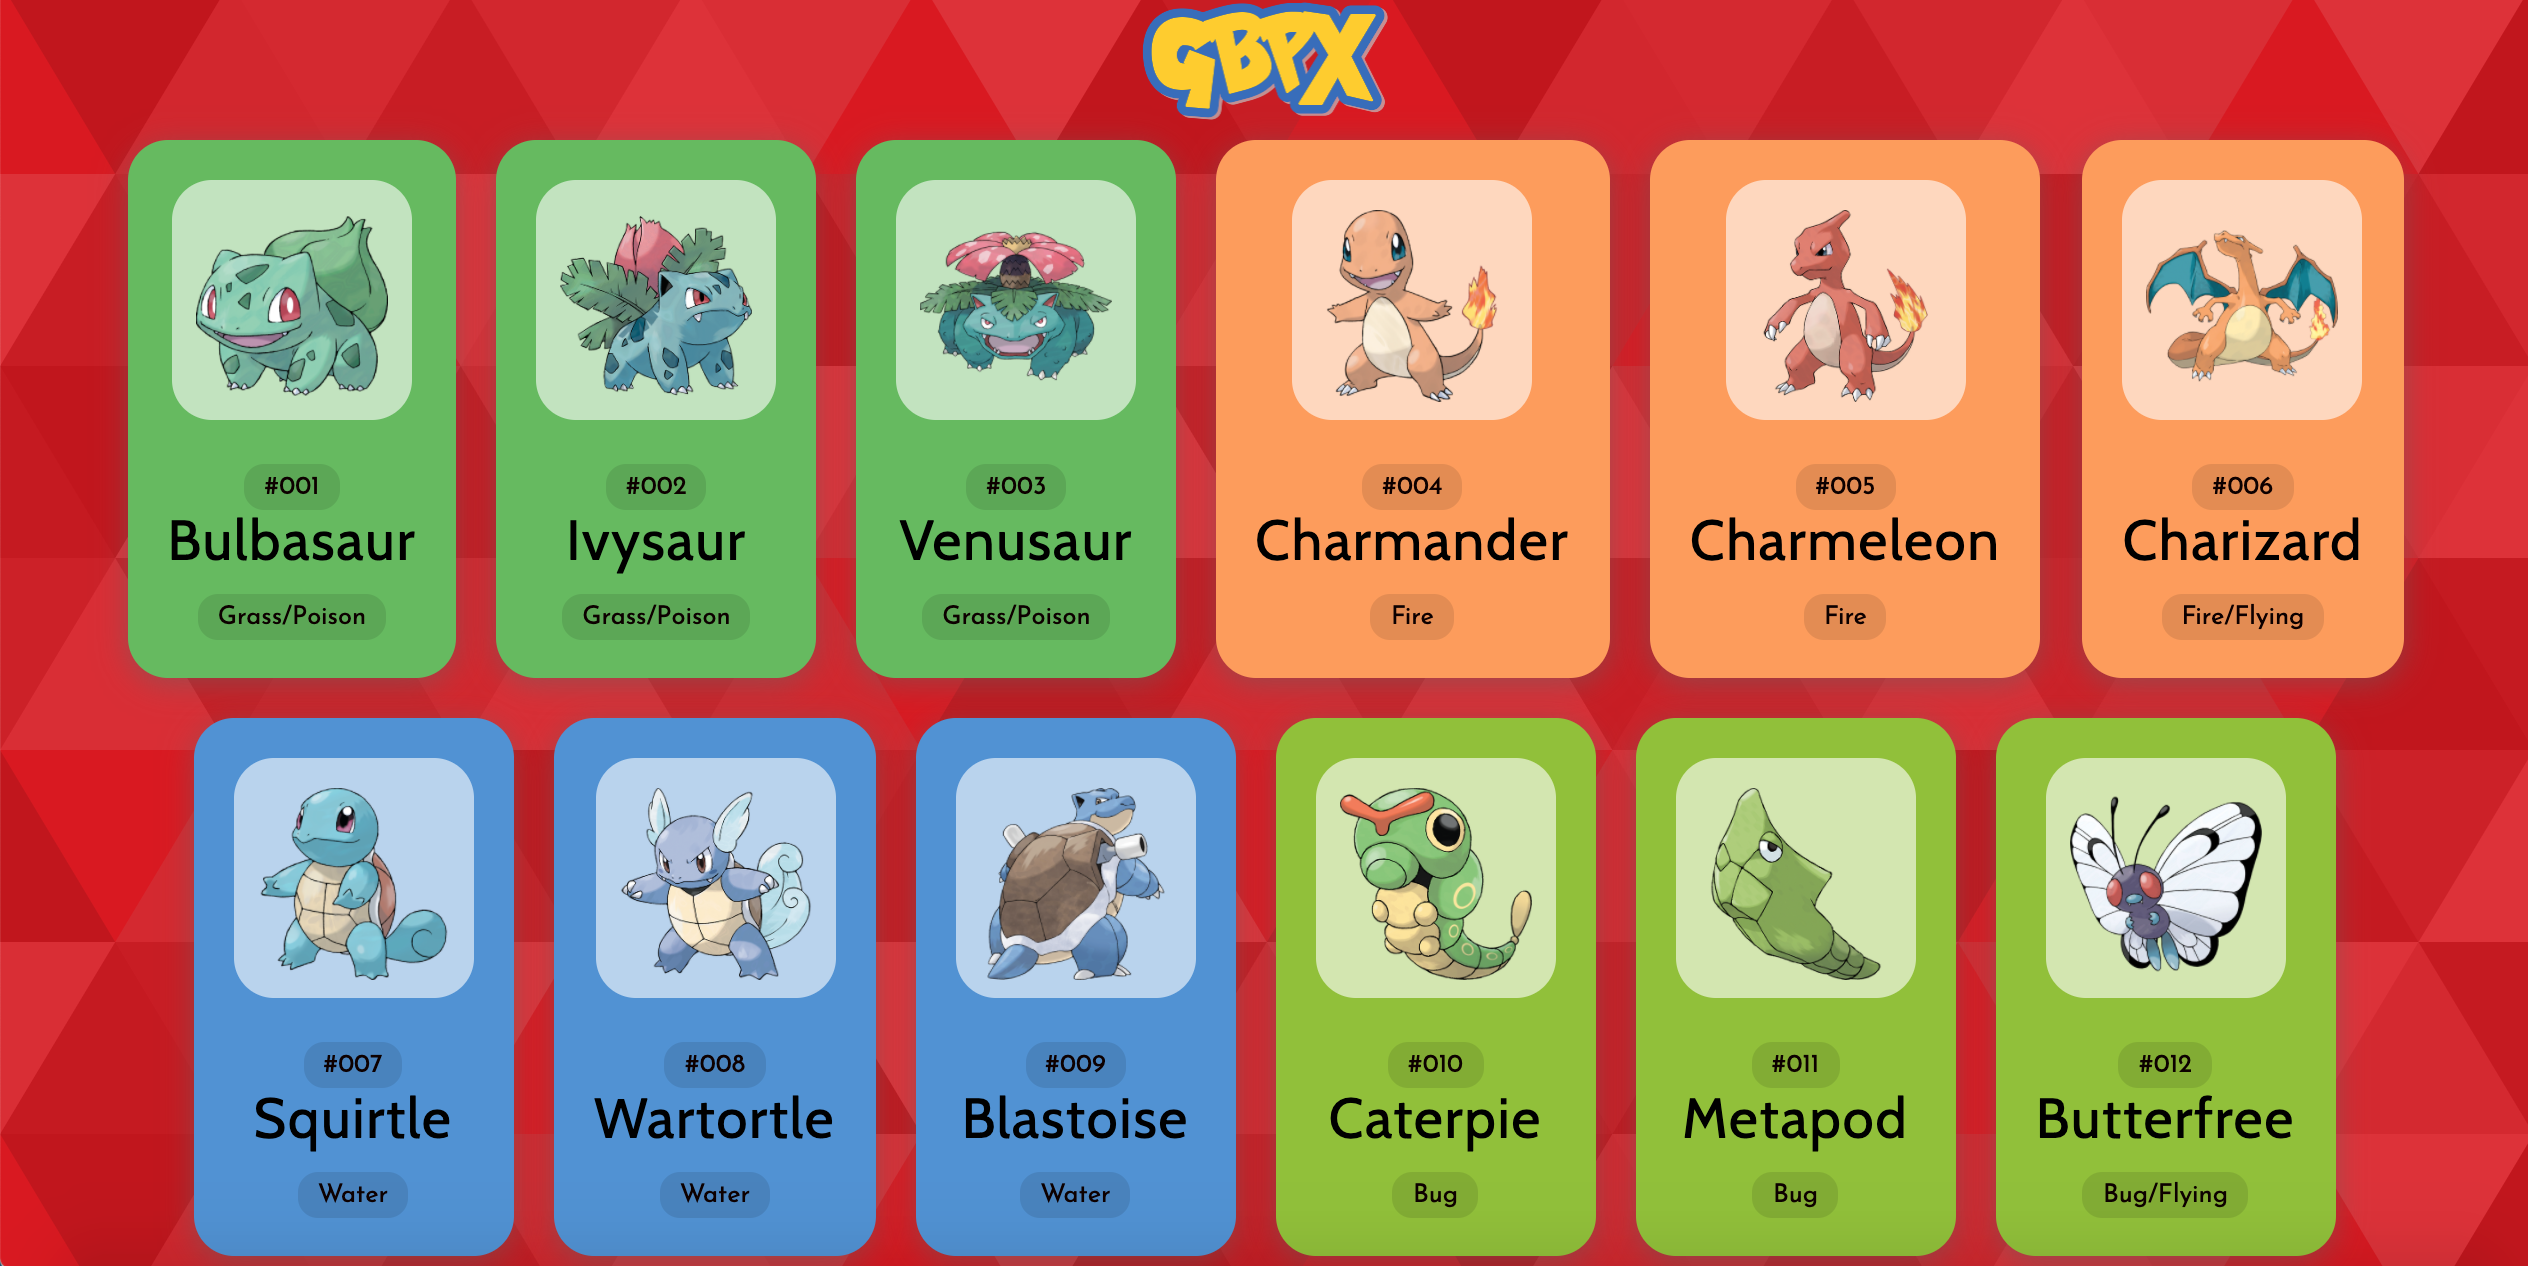 GBPX
#001
Bulbasaur
Grass/Poison
#002
Ivysaur
Grass/Poison
#003
Venusaur
Grass/Poison
#004
Charmander
Fire
#005
Charmeleon
Fire
#006
Charizard
Fire/Flying
#007
Squirtle
Water
#008
Wartortle
Water
#009
Blastoise
Water
#010
Caterpie
Bug
#011
Metapod
Bug
#012
Butterfree
Bug/Flying